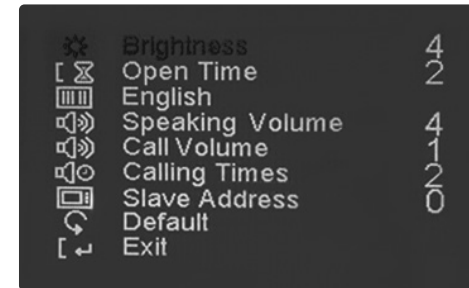 Brightness 4
Open Time 2
English
Speaking Volume 4
Call Volume 1
Calling Times 2
Slave Address 0
Default
Exit